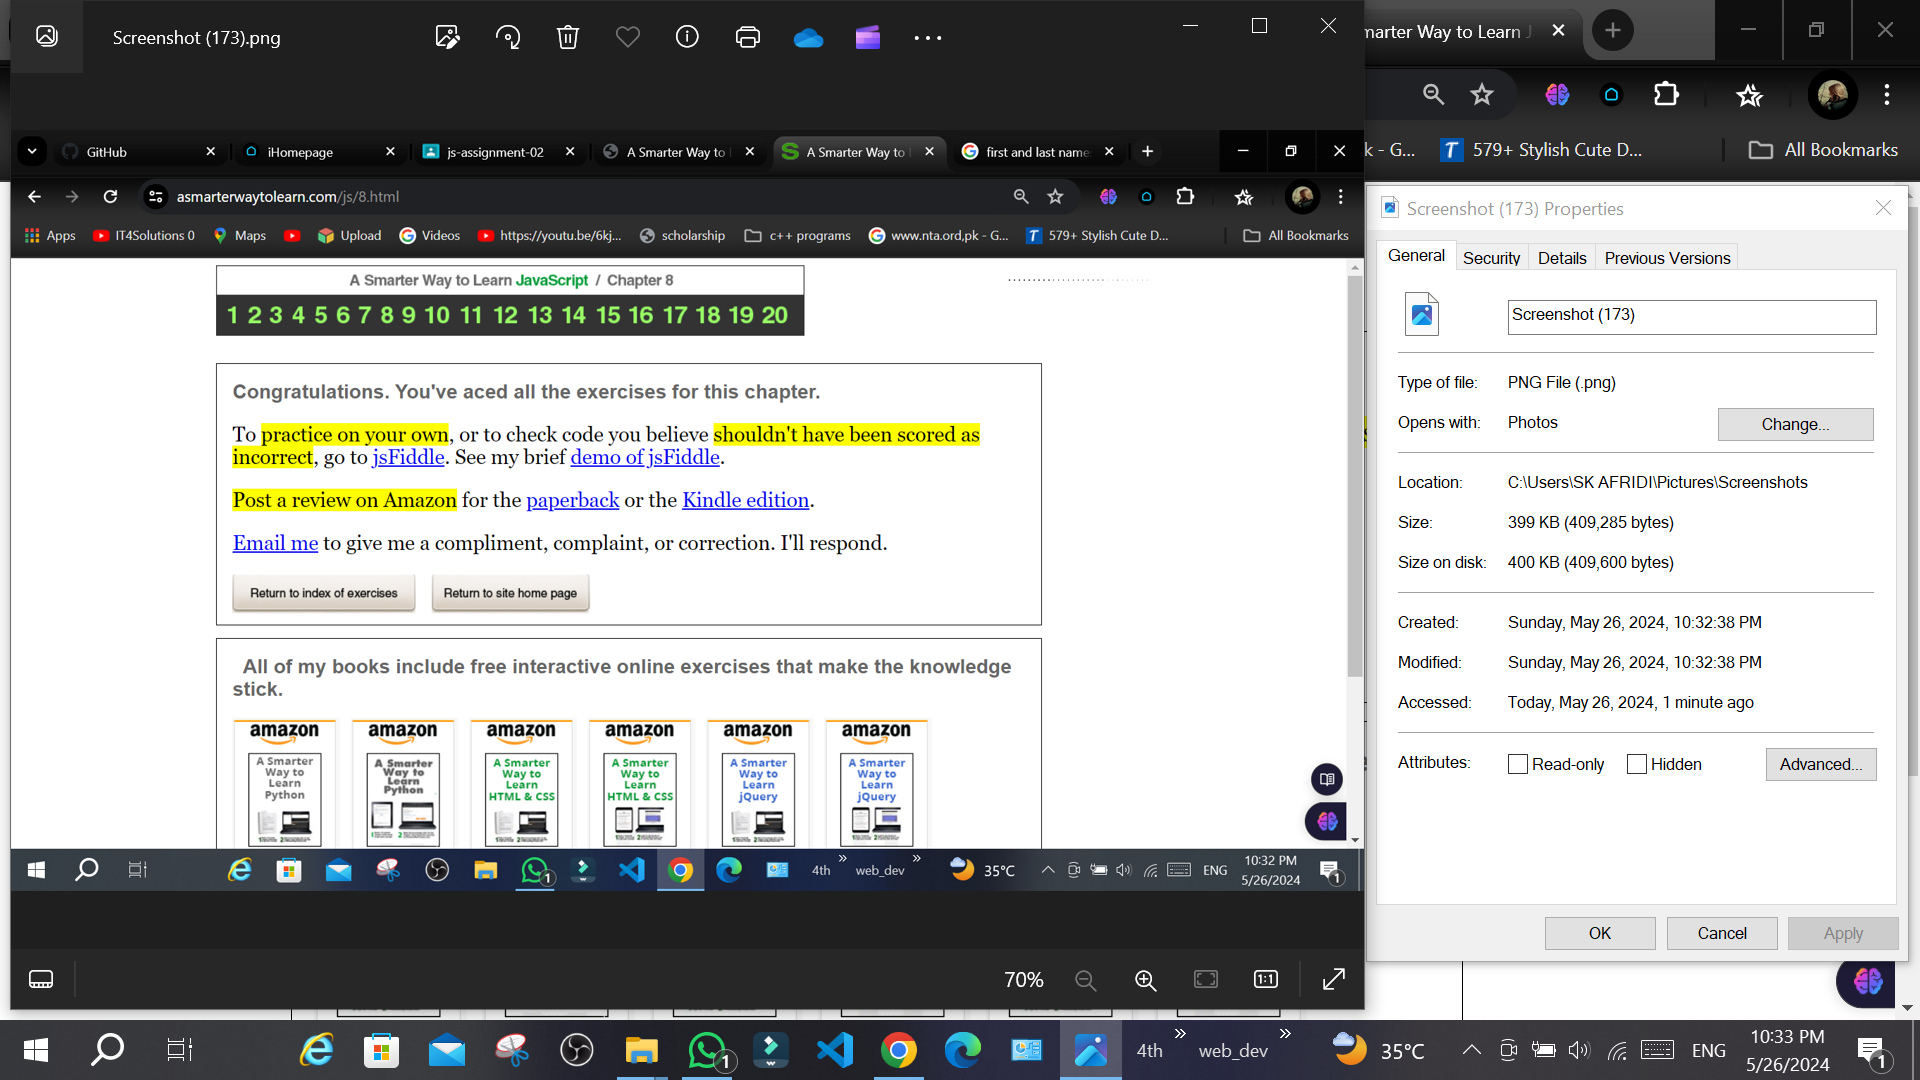 Screenshot (173).png
marter Way to Learn J
GitHub
iHomepage
js-assignment-02
A Smarter Way to
A Smarter Way to
first and last name
asmarterwaytolearn.com/js/8.html
Apps
IT4Solutions 0
Maps
Upload
Videos
https://youtu.be/6kj...
scholarship
c++ programs
www.nta.ord,pk - G...
579+ Stylish Cute D...
All Bookmarks
k - G...
579+ Stylish Cute D...
All Bookmarks
A Smarter Way to Learn JavaScript / Chapter 8
1 2 3 4 5 6 7 8 9 10 11 12 13 14 15 16 17 18 19 20
Congratulations. You've aced all the exercises for this chapter.
To practice on your own, or to check code you believe shouldn't have been scored as
incorrect, go to jsFiddle. See my brief demo of jsFiddle.
Post a review on Amazon for the paperback or the Kindle edition.
Email me to give me a compliment, complaint, or correction. I'll respond.
Return to index of exercises
Return to site home page
All of my books include free interactive online exercises that make the knowledge
stick.
amazon
amazon
amazon
amazon
amazon
amazon
A Smarter
Way to
Learn
Python
A Smarter
Way to
Learn
Python
A Smarter
Way to
Learn
HTML & CSS
A Smarter
Way to
Learn
HTML & CSS
A Smarter
Way to
Learn
jQuery
A Smarter
Way to
Learn
jQuery
1
4th
»
web_dev
»
35°C
ENG
10:32 PM
5/26/2024
1
70%
1:1
Screenshot (173) Properties
General
Security
Details
Previous Versions
Screenshot (173)
Type of file: PNG File (.png)
Opens with: Photos
Change...
Location: C:\Users\SK AFRIDI\Pictures\Screenshots
Size: 399 KB (409,285 bytes)
Size on disk: 400 KB (409,600 bytes)
Created: Sunday, May 26, 2024, 10:32:38 PM
Modified: Sunday, May 26, 2024, 10:32:38 PM
Accessed: Today, May 26, 2024, 1 minute ago
Attributes: Read-only Hidden
Advanced...
OK
Cancel
Apply
1
4th
»
web_dev
»
35°C
ENG
10:33 PM
5/26/2024
1